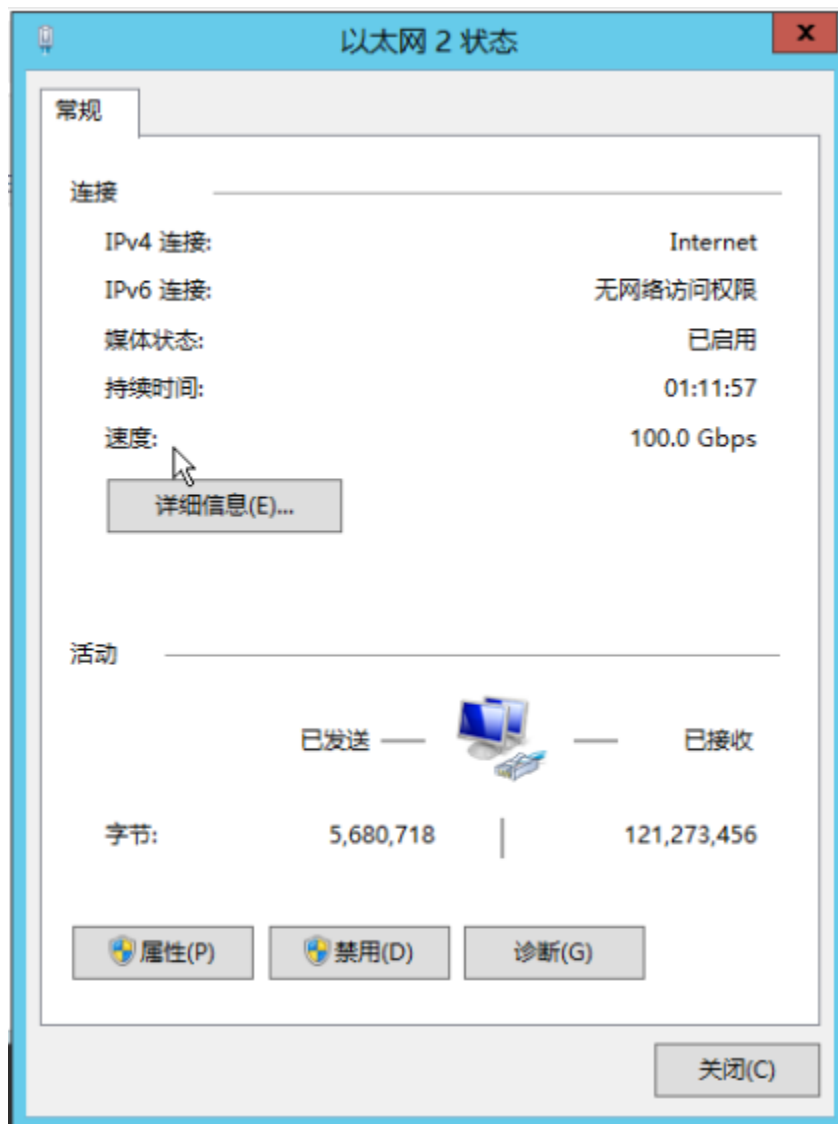 以太网 2 状态
常规
连接
IPv4 连接: Internet
IPv6 连接: 无网络访问权限
媒体状态: 已启用
持续时间: 01:11:57
速度: 100.0 Gbps
详细信息(E)...
活动
已发送 已接收
字节: 5,680,718 121,273,456
属性(P) 禁用(D) 诊断(G)
关闭(C)